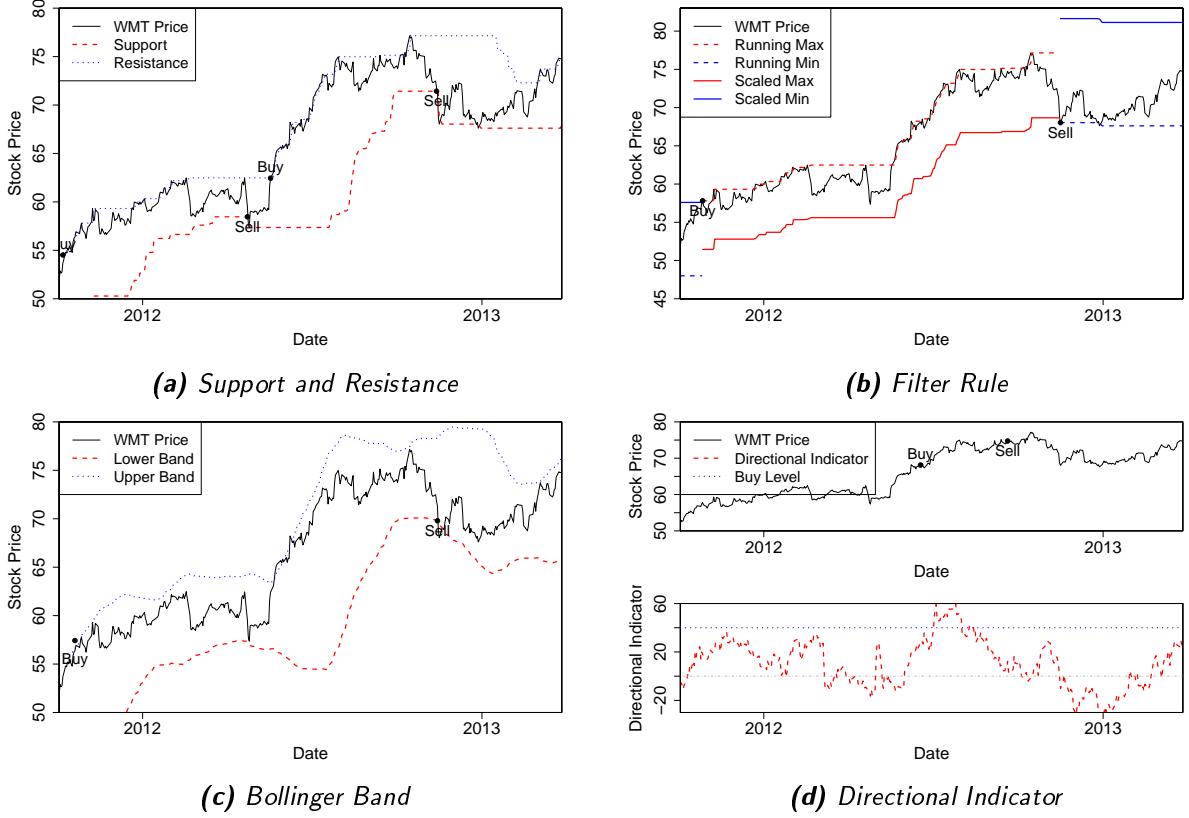 WMT Price
Support
Resistance
Stock Price
80
75
70
65
60
55
50
Buy
Sell
Sell
uy
2012
2013
Date
(a) Support and Resistance
WMT Price
Running Max
Running Min
Scaled Max
Scaled Min
Stock Price
80
75
70
65
60
55
50
45
Buy
Sell
2012
2013
Date
(b) Filter Rule
WMT Price
Lower Band
Upper Band
Stock Price
80
75
70
65
60
55
50
Buy
Sell
2012
2013
Date
(c) Bollinger Band
WMT Price
Directional Indicator
Buy Level
Stock Price
80
70
60
50
Buy
Sell
2012
2013
Date
Directional Indicator
60
20
−20
2012
2013
Date
(d) Directional Indicator